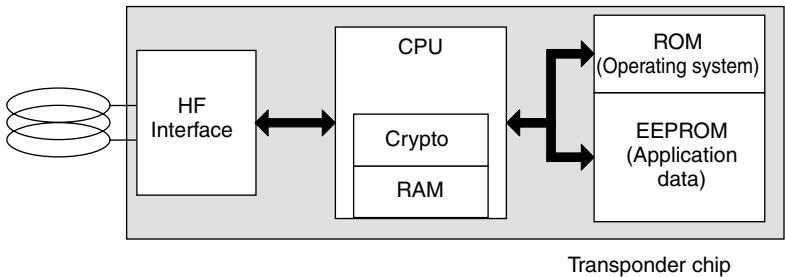 HF
Interface
CPU
Crypto
RAM
ROM
(Operating system)
EEPROM
(Application
data)
Transponder chip